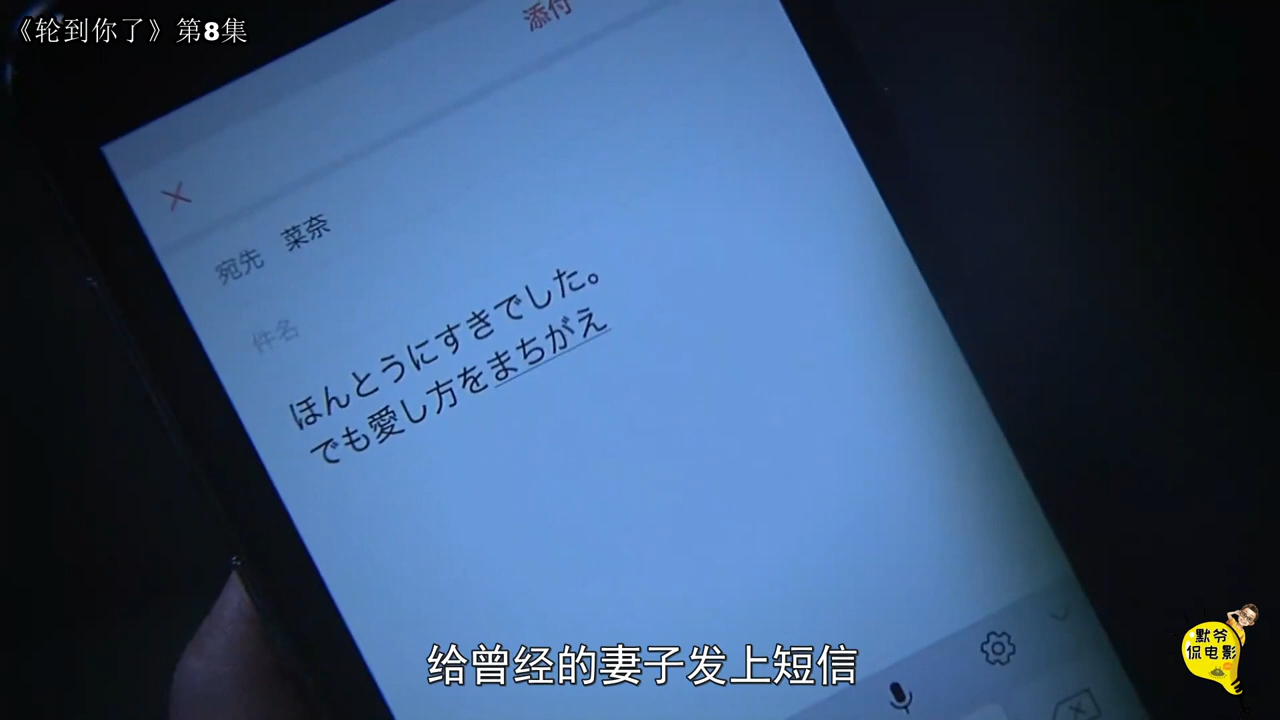 《轮到你了》第8集
添付
宛先 菜奈
件名
ほんとうにすきでした。
でも愛し方をまちがえ
给曾经的妻子发上短信
默爷
侃电影